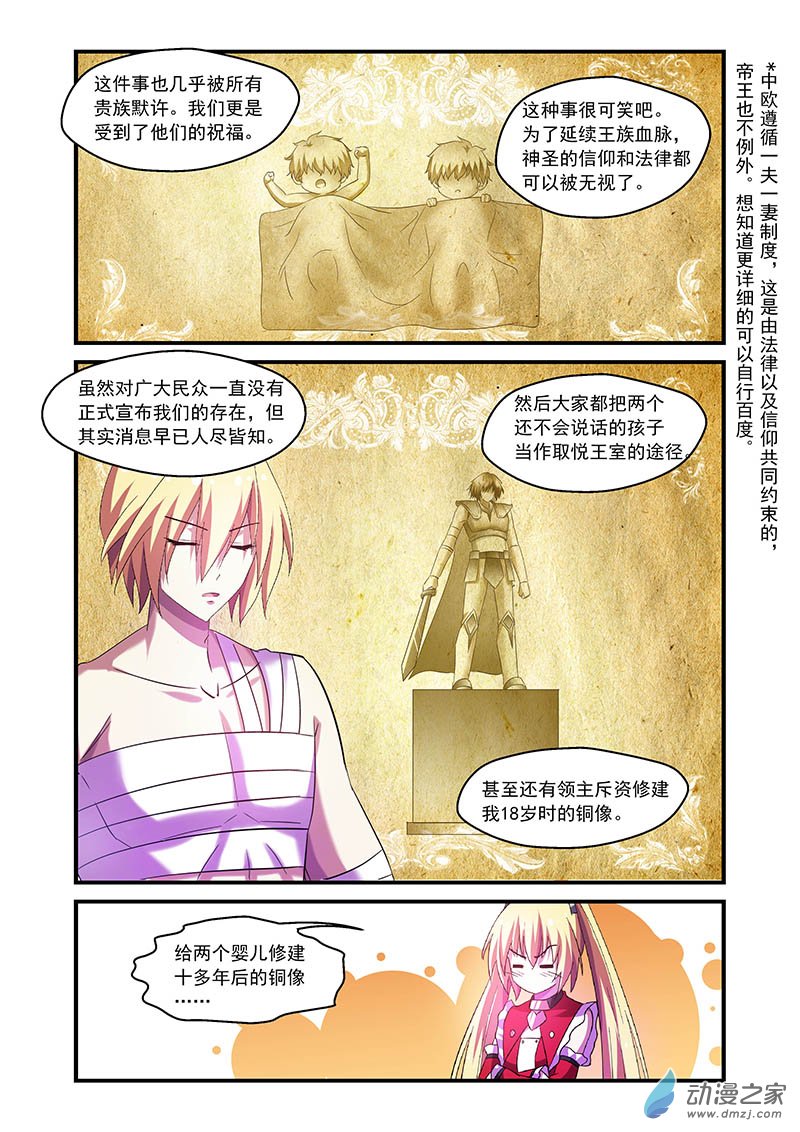 这件事也几乎被所有
贵族默许。我们更是
受到了他们的祝福。
这种事很可笑吧。
为了延续王族血脉，
神圣的信仰和法律都
可以被无视了。
*中欧遵循一夫一妻制度，这是由法律以及信仰共同约束的，
帝王也不例外。想知道更详细的可以自行百度。
虽然对广大民众一直没有
正式宣布我们的存在，但
其实消息早已人尽皆知。
然后大家都把两个
还不会说话的孩子
当作取悦王室的途径。
甚至还有领主斥资修建
我18岁时的铜像。
给两个婴儿修建
十多年后的铜像
……
动漫之家
www.dmzj.com